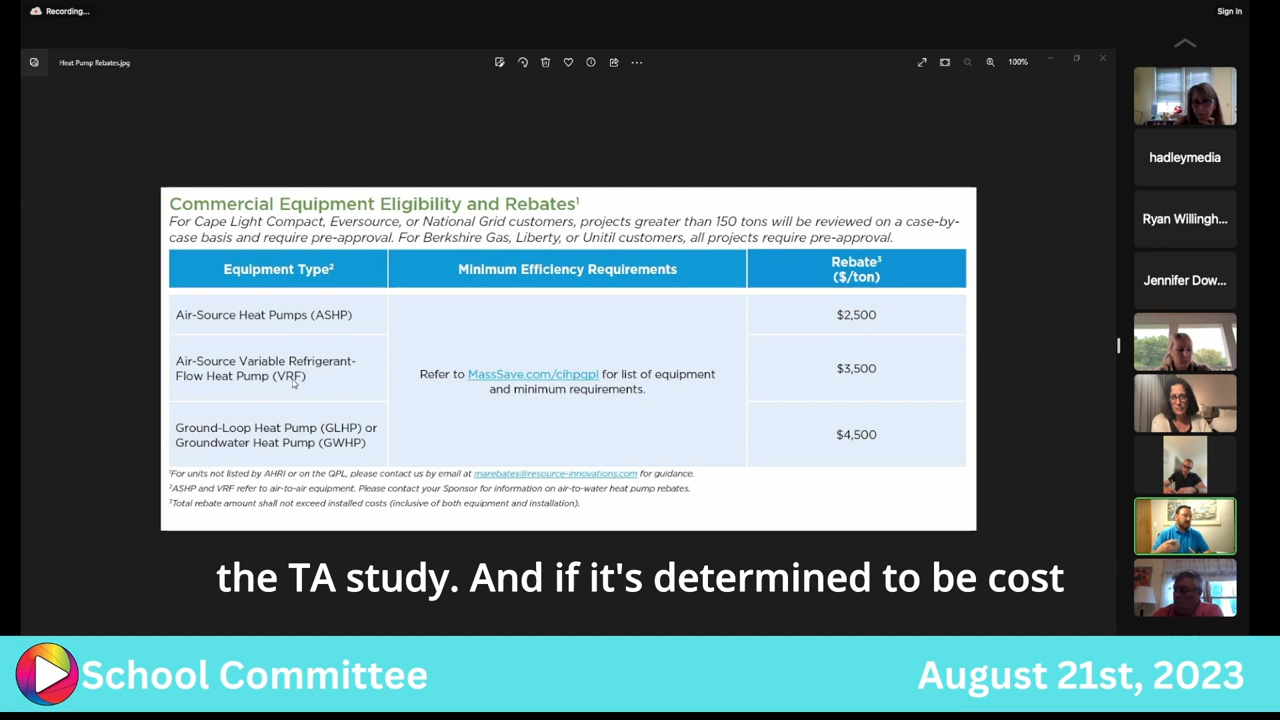 Recording...
Sign in
Heat Pump Rebates.jpg
100%
Commercial Equipment Eligibility and Rebates¹
For Cape Light Compact, Eversource, or National Grid customers, projects greater than 150 tons will be reviewed on a case-by-
case basis and require pre-approval. For Berkshire Gas, Liberty, or Unitil customers, all projects require pre-approval.
Equipment Type²
Minimum Efficiency Requirements
Rebate³
($/ton)
Air-Source Heat Pumps (ASHP)
$2,500
Air-Source Variable Refrigerant-
Flow Heat Pump (VRF)
Refer to MassSave.com/cihpqpl for list of equipment
and minimum requirements.
$3,500
Ground-Loop Heat Pump (GLHP) or
Groundwater Heat Pump (GWHP)
$4,500
¹For units not listed by AHRI or on the QPL, please contact us by email at marebates@resource-innovations.com for guidance.
²ASHP and VRF refer to air-to-air equipment. Please contact your Sponsor for information on air-to-water heat pump rebates.
³Total rebate amount shall not exceed installed costs (inclusive of both equipment and installation).
hadleymedia
Ryan Willingh...
Jennifer Dow...
the TA study. And if it's determined to be cost
School Committee
August 21st, 2023